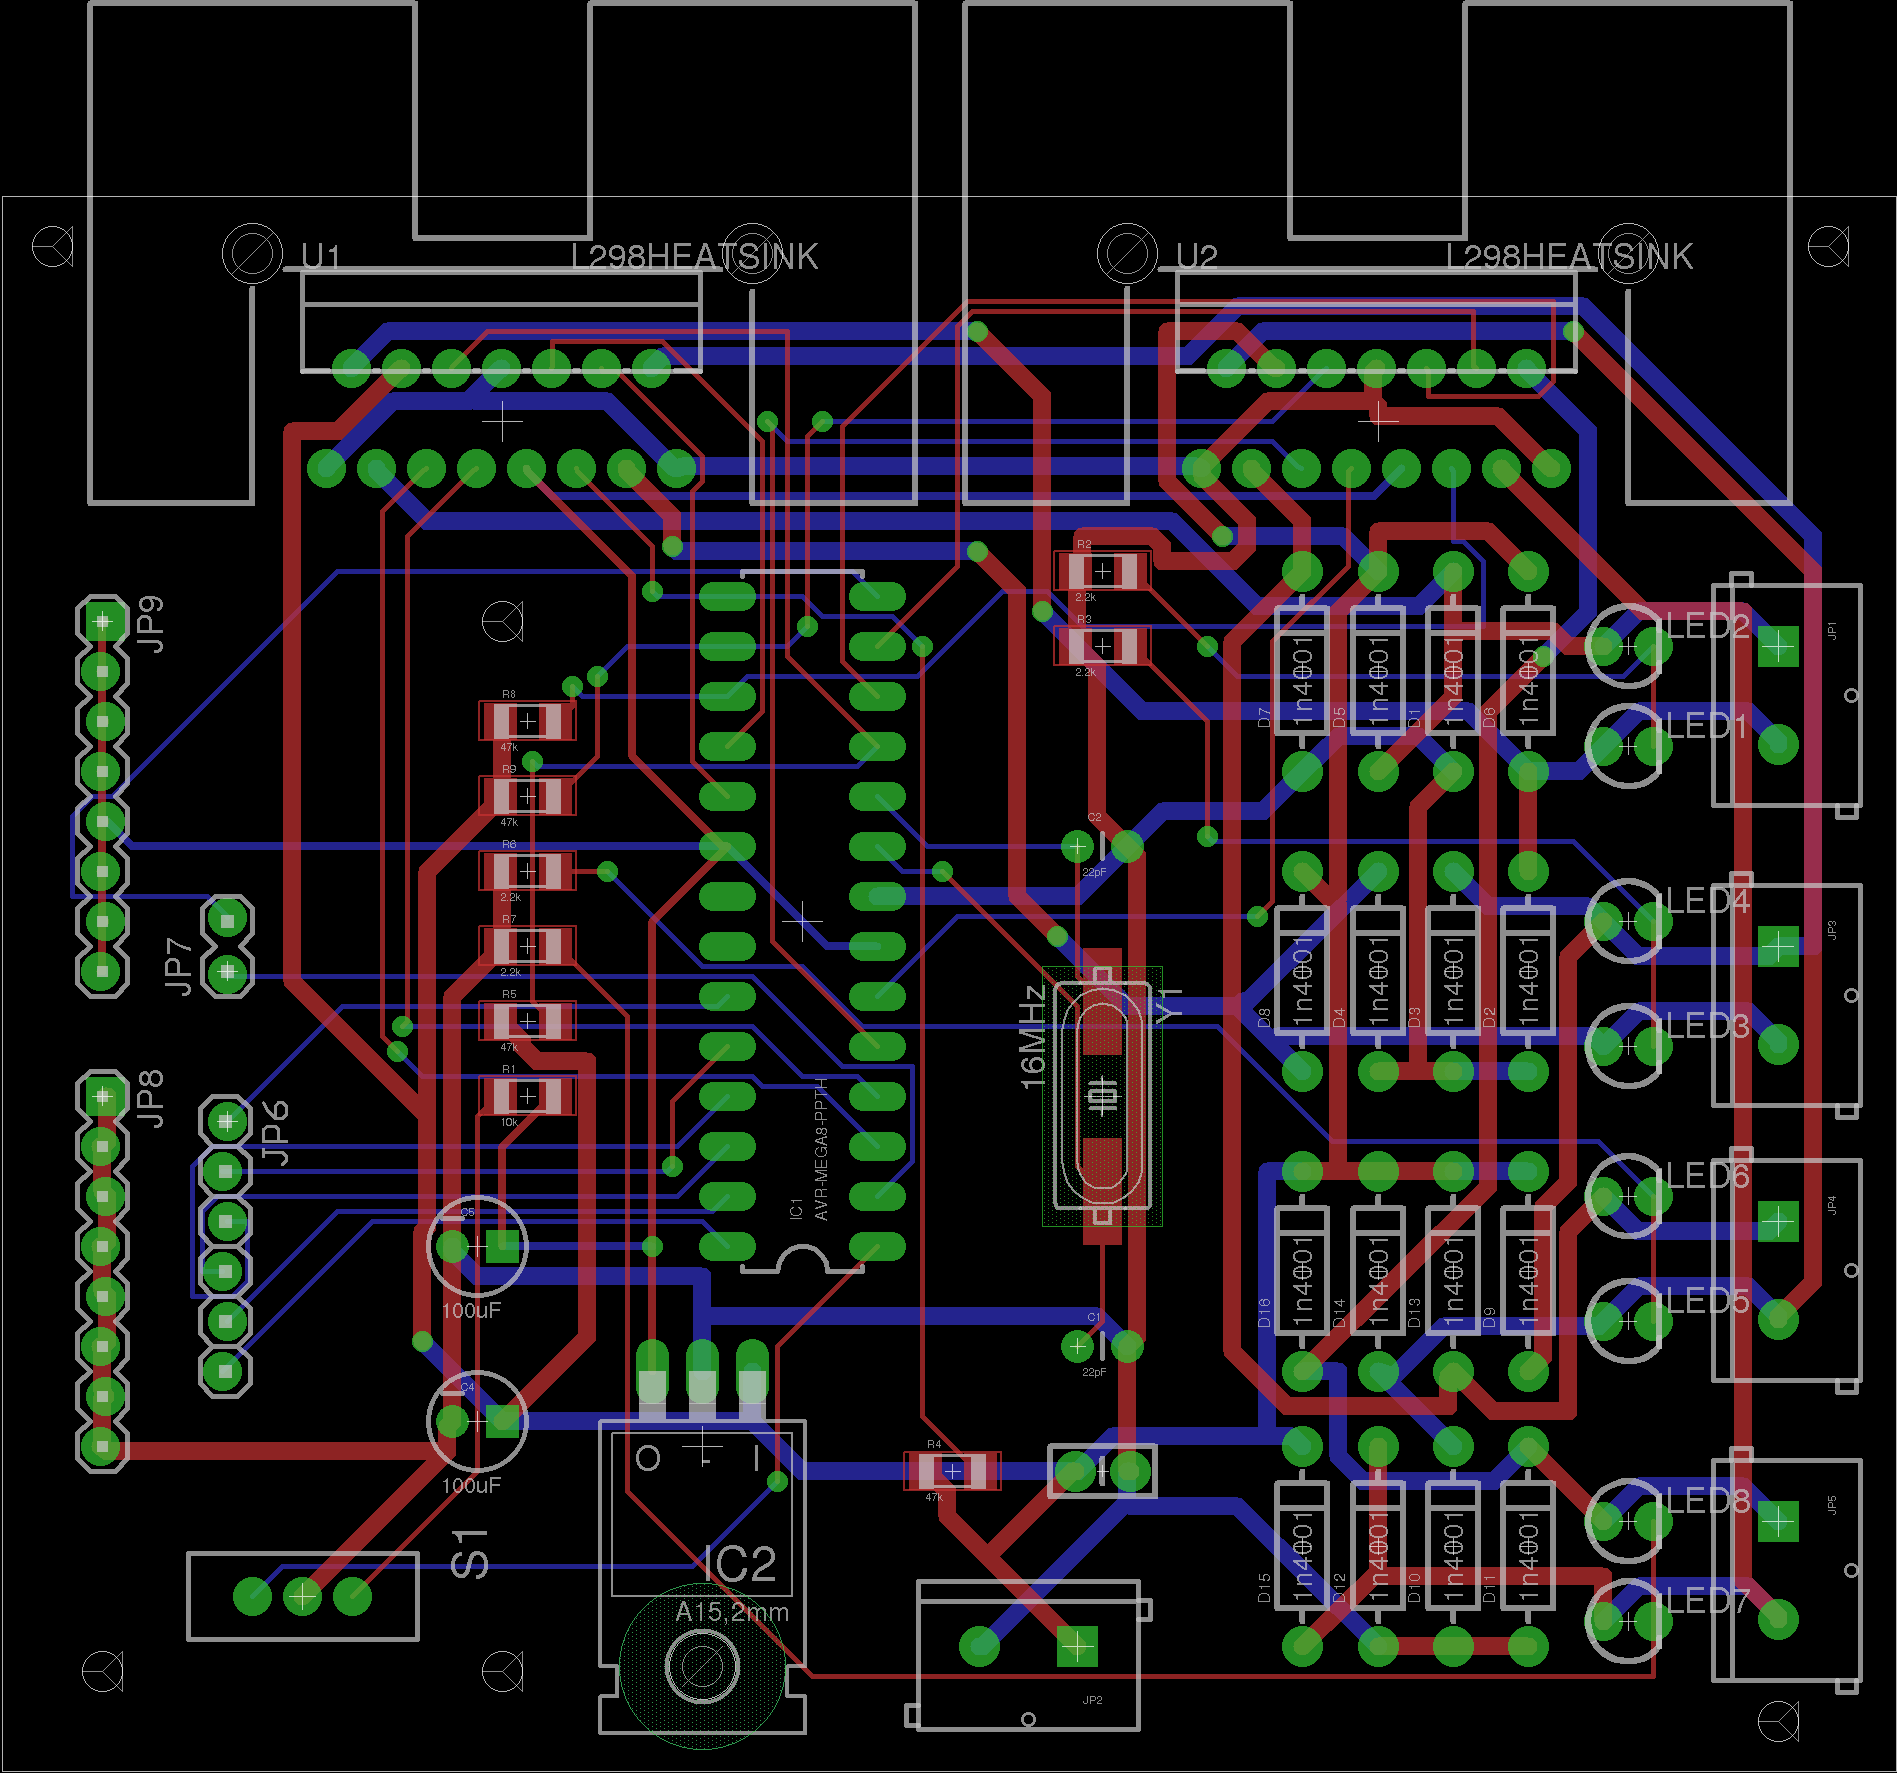 U1
L298HEATSINK
U2
L298HEATSINK
JP9
R2
2.2k
R3
2.2k
LED2
JP1
1n4001
1n4001
1n4001
1n4001
D7
D5
D1
D6
LED1
R8
47k
R9
47k
C2
22pF
R6
2.2k
LED4
JP3
R7
2.2k
JP7
1n4001
1n4001
1n4001
1n4001
D8
D4
D3
D2
LED3
16MHz
Y1
R5
47k
R1
10k
JP8
JP6
IC1
AVR-MEGA8-PPTH
LED6
JP4
C5
100uF
1n4001
1n4001
1n4001
1n4001
D16
D14
D13
D9
LED5
C1
22pF
C4
100uF
O
-
I
R4
47k
LED8
JP5
S1
IC2
A15,2mm
1n4001
1n4001
1n4001
1n4001
D15
D12
D10
D11
LED7
JP2